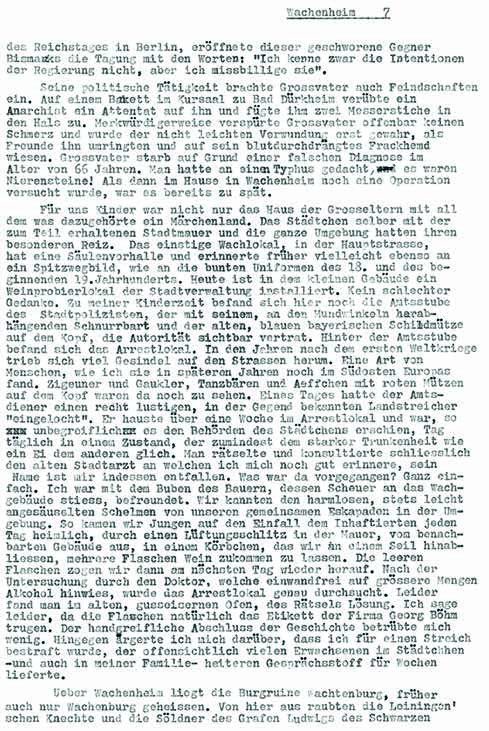 Wachenheim 7
des Reichstages in Berlin, eröffnete dieser geschworene Gegner
Bismarks die Tagung mit den Worten: "Ich kenne zwar die Intentionen
der Regierung nicht, aber ich missbillige sie".
Seine politische Tätigkeit brachte Grossvater auch Feindschaften
ein. Auf einem Bakett im Kursaal zu Bad Dürkheim verübte ein
Anarchist ein Attentat auf ihn und fügte ihm zwei Messerstiche in
den Hals zu. Merkwürdigerweise verspürte Grossvater offenbar keinen
Schmerz und wurde der nicht leichten Verwundung erst gewahr, als
Freunde ihn umringten und auf sein blutdurchdrängtes Frackhemd
wiesen. Grossvater starb auf Grund einer falschen Diagnose im
Alter von 66 Jahren. Man hatte an einen Typhus gedacht, es waren
Nierensteine! Als dann im Hause in Wachenheim noch eine Operation
versucht wurde, war es bereits zu spät.
Für uns Kinder war nicht nur das Haus der Grosseltern mit all
dem was dazugehörte ein Märchenland. Das Städtchen selber mit der
zum Teil erhaltenen Stadtmauer und die ganze Umgebung hatten ihren
besonderen Reiz. Das einstige Wachlokal, in der Hauptstrasse,
hat eine Säulenvorhalle und erinnerte früher vielleicht ebenso an
ein Spitzwegbild, wie an die bunten Uniformen des 18. und des be-
ginnenden 19.Jahrhunderts. Heute ist in dem kleinen Gebäude ein
Weinprobierlokal der Stadtverwaltung installiert. Kein schlechter
Gedanke. Zu meiner Kinderzeit befand sich hier noch die Amtsstube
des Stadtpolizisten, der mit seinem, an den Mundwinkeln herab-
hängenden Schnurrbart und der alten, blauen bayerischen Schildmütze
auf dem Kopf, die Autorität sichtbar vertrat. Hinter der Amtsstube
befand sich das Arrestlokal. In den Jahren nach dem ersten Weltkriege
trieb sich viel Gesindel auf den Strassen herum. Eine Art von
Menschen, wie ich sie in späteren Jahren noch im Südosten Europas
fand. Zigeuner und Gaukler, Tanzbären und Aeffchen mit roten Mützen
auf dem Kopf waren da noch zu sehen. Eines Tages hatte der Amts-
diener einen recht lustigen, in der Gegend bekannten Landstreicher
"eingelocht". Er hauste über eine Woche im Arrestlokal und war, so
xxx unbegreiflichxx es den Behörden des Städtchens erschien, Tag
täglich in einem Zustand, der zumindest dem starker Trunkenheit wie
ein Ei dem anderen glich. Man rätselte und konsultierte schliesslich
den alten Stadtarzt an welchen ich mich noch gut erinnere, sein
Name ist mir indessen entfallen. Was war da vorgegangen? Ganz ein-
fach. Ich war mit dem Buben des Bauern, dessen Scheuer an das Wach-
gebäude stiess, befreundet. Wir kannten den harmlosen, stets leicht
angesäuselten Schelmen von unseren gemeinsamen Eskapaden in der Um-
gebung. So kamen wir Jungen auf den Einfall dem Inhaftierten jeden
Tag heimlich, durch einen Lüftungsschlitz in der Mauer, von benach-
barten Gebäude aus, in einem Körbchen, das wir an einem Seil hinab-
liessen, mehrere Flaschen Wein zukommen zu lassen. Die leeren
Flaschen zogen wir dann am nächsten Tag wieder herauf. Nach der
Untersuchung durch den Doktor, welche einwandfrei auf grössere Mengen
Alkohol hinwies, wurde das Arrestlokal genau durchsucht. Leider
fand man im alten, gusseisernen Ofen, des Rätsels Lösung. Ich sage
leider, da die Flaschen natürlich das Etikett der Firma Georg Böhm
trugen. Der handgreifliche Abschluss der Geschichte betrübte mich
wenig. Hingegen ärgerte ich mich darüber, dass ich für einen Streich
bestraft wurde, der offensichtlich vielen Erwachsenen im Städtchhen
-und auch in meiner Familie- heiteren Gesprächsstoff für Wochen
lieferte.
Ueber Wachenheim liegt die Burgruine Wachtenburg, früher
auch nur Wachenburg geheissen. Von hier aus raubten die Leiningen'
schen Knechte und die Söldner des Grafen Ludwigs des Schwarzen